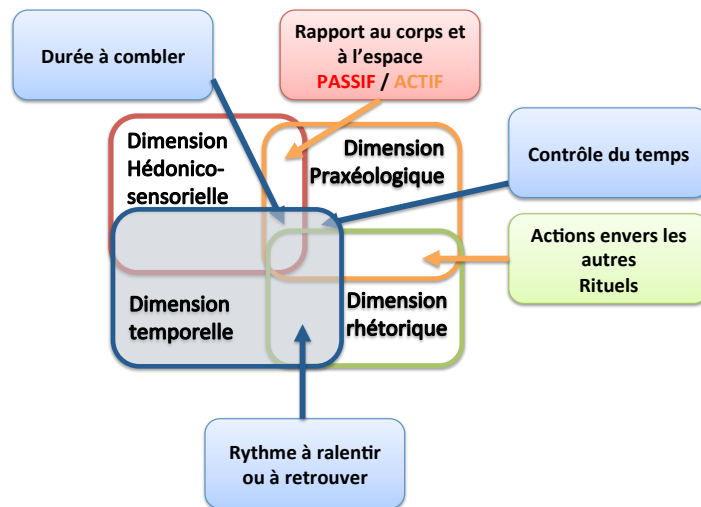 Durée à combler
Rapport au corps et
à l’espace
PASSIF / ACTIF
Dimension
Hédonico-
sensorielle
Dimension
Praxéologique
Contrôle du temps
Actions envers les
autres
Rituels
Dimension
temporelle
Dimension
rhétorique
Rythme à ralentir
ou à retrouver